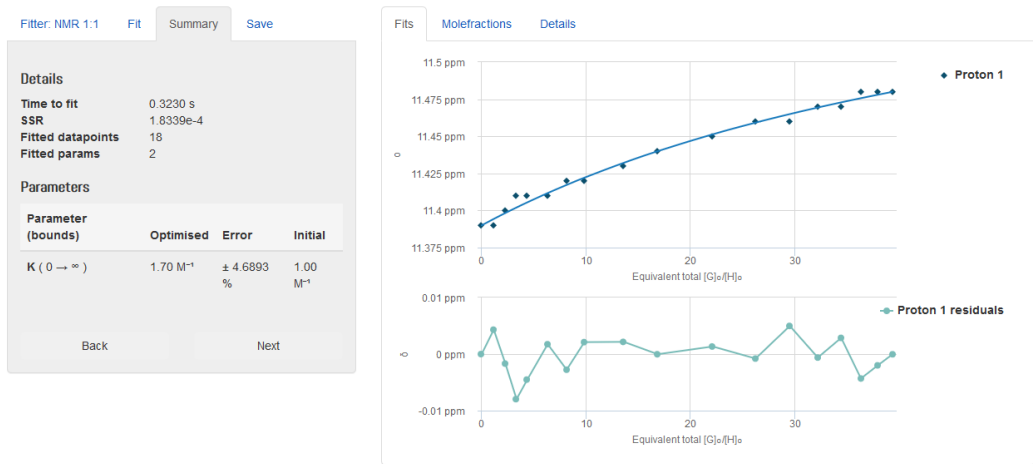 Fitter: NMR 1:1 Fit Summary Save
Details
Time to fit 0.3230 s
SSR 1.8339e-4
Fitted datapoints 18
Fitted params 2
Parameters
Parameter (bounds) Optimised Error Initial
K ( 0 → ∞ ) 1.70 M⁻¹ ± 4.6893 % 1.00 M⁻¹
Back Next
Fits Molefractions Details
11.5 ppm
11.475 ppm
11.45 ppm
11.425 ppm
11.4 ppm
11.375 ppm
δ
0 10 20 30
Equivalent total [G]₀/[H]₀
Proton 1
0.01 ppm
0 ppm
-0.01 ppm
δ
0 10 20 30
Equivalent total [G]₀/[H]₀
Proton 1 residuals